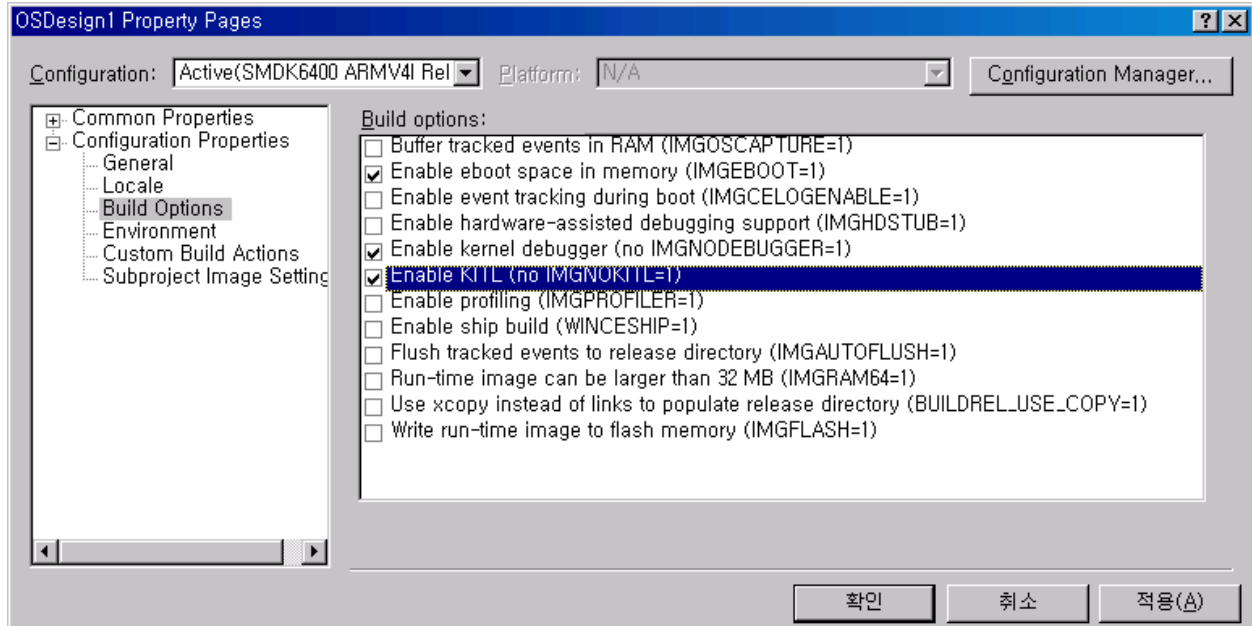 OSDesign1 Property Pages
Configuration: Active(SMDK6400 ARMV4I Rel Platform: N/A Configuration Manager...
Common Properties
Configuration Properties
General
Locale
Build Options
Environment
Custom Build Actions
Subproject Image Setting
Build options:
Buffer tracked events in RAM (IMGOSCAPTURE=1)
Enable eboot space in memory (IMGEBOOT=1)
Enable event tracking during boot (IMGCELOGENABLE=1)
Enable hardware-assisted debugging support (IMGHDSTUB=1)
Enable kernel debugger (no IMGNODEBUGGER=1)
Enable KITL (no IMGNOKITL=1)
Enable profiling (IMGPROFILER=1)
Enable ship build (WINCESHIP=1)
Flush tracked events to release directory (IMGAUTOFLUSH=1)
Run-time image can be larger than 32 MB (IMGRAM64=1)
Use xcopy instead of links to populate release directory (BUILDREL_USE_COPY=1)
Write run-time image to flash memory (IMGFLASH=1)
확인 취소 적용(A)